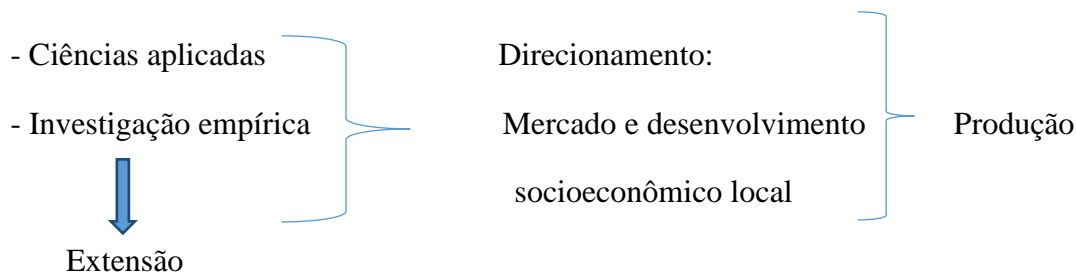 - Ciências aplicadas
- Investigação empírica
Extensão
Direcionamento:
Mercado e desenvolvimento
socioeconômico local
Produção